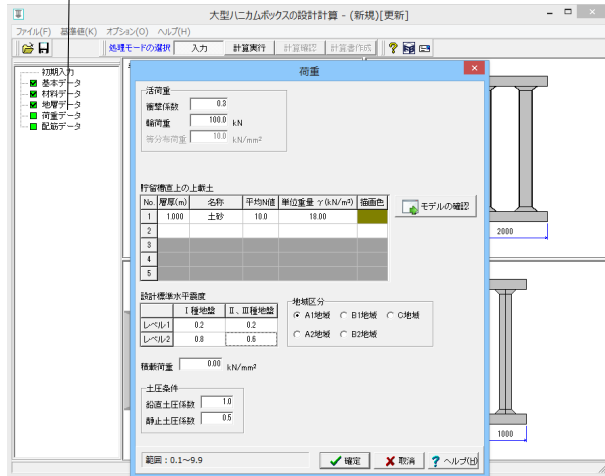 大型ハニカムボックスの設計計算 - (新規)[更新]
ファイル(F) 基準値(K) オプション(O) ヘルプ(H)
処理モードの選択 入力 計算実行 計算確認 計算書作成
初期入力
基本データ
材料データ
地層データ
荷重データ
配筋データ
荷重
活荷重
衝撃係数 0.3
輪荷重 100.0 kN
等分布荷重 10.0 kN/mm²
貯留槽直上の上載土
No. 層厚(m) 名称 平均N値 単位重量 γ(kN/m³) 描画色
1 1.000 土砂 10.0 18.00
2
3
4
5
モデルの確認
設計標準水平震度
Ⅰ種地盤 Ⅱ、Ⅲ種地盤
レベル1 0.2 0.2
レベル2 0.8 0.6
地域区分
A1地域 B1地域 C地域
A2地域 B2地域
積載荷重 0.00 kN/mm²
土圧条件
鉛直土圧係数 1.0
静止土圧係数 0.5
範囲：0.1～9.9
確定 取消 ヘルプ(H)
2000
1000